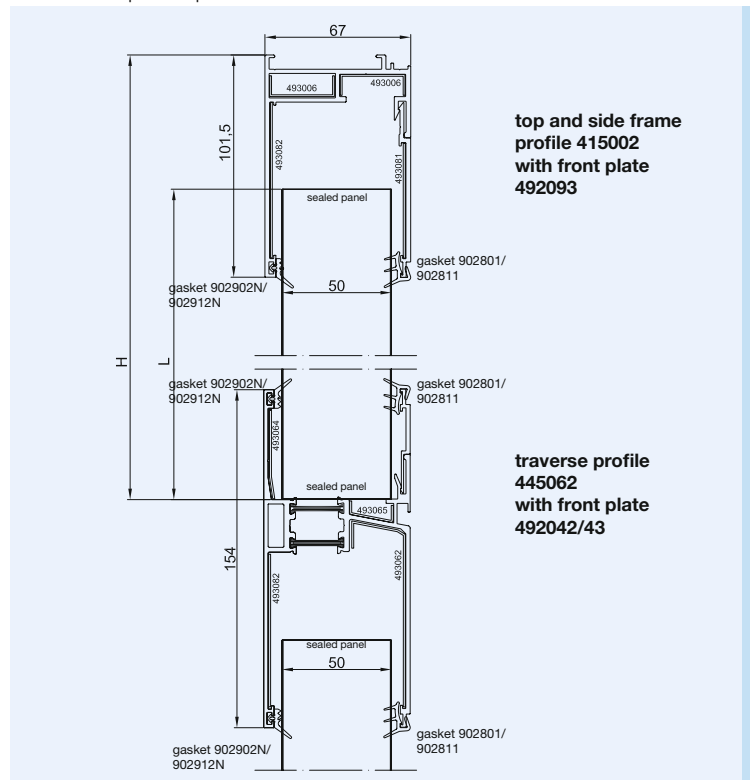 67
493006
493006
101,5
493082
493081
top and side frame
profile 415002
with front plate
492093
sealed panel
gasket 902902N/
902912N
50
gasket 902801/
902811
H
L
gasket 902902N/
902912N
gasket 902801/
902811
493064
sealed panel
493065
traverse profile
445062
with front plate
492042/43
154
493082
493062
sealed panel
50
gasket 902902N/
902912N
gasket 902801/
902811